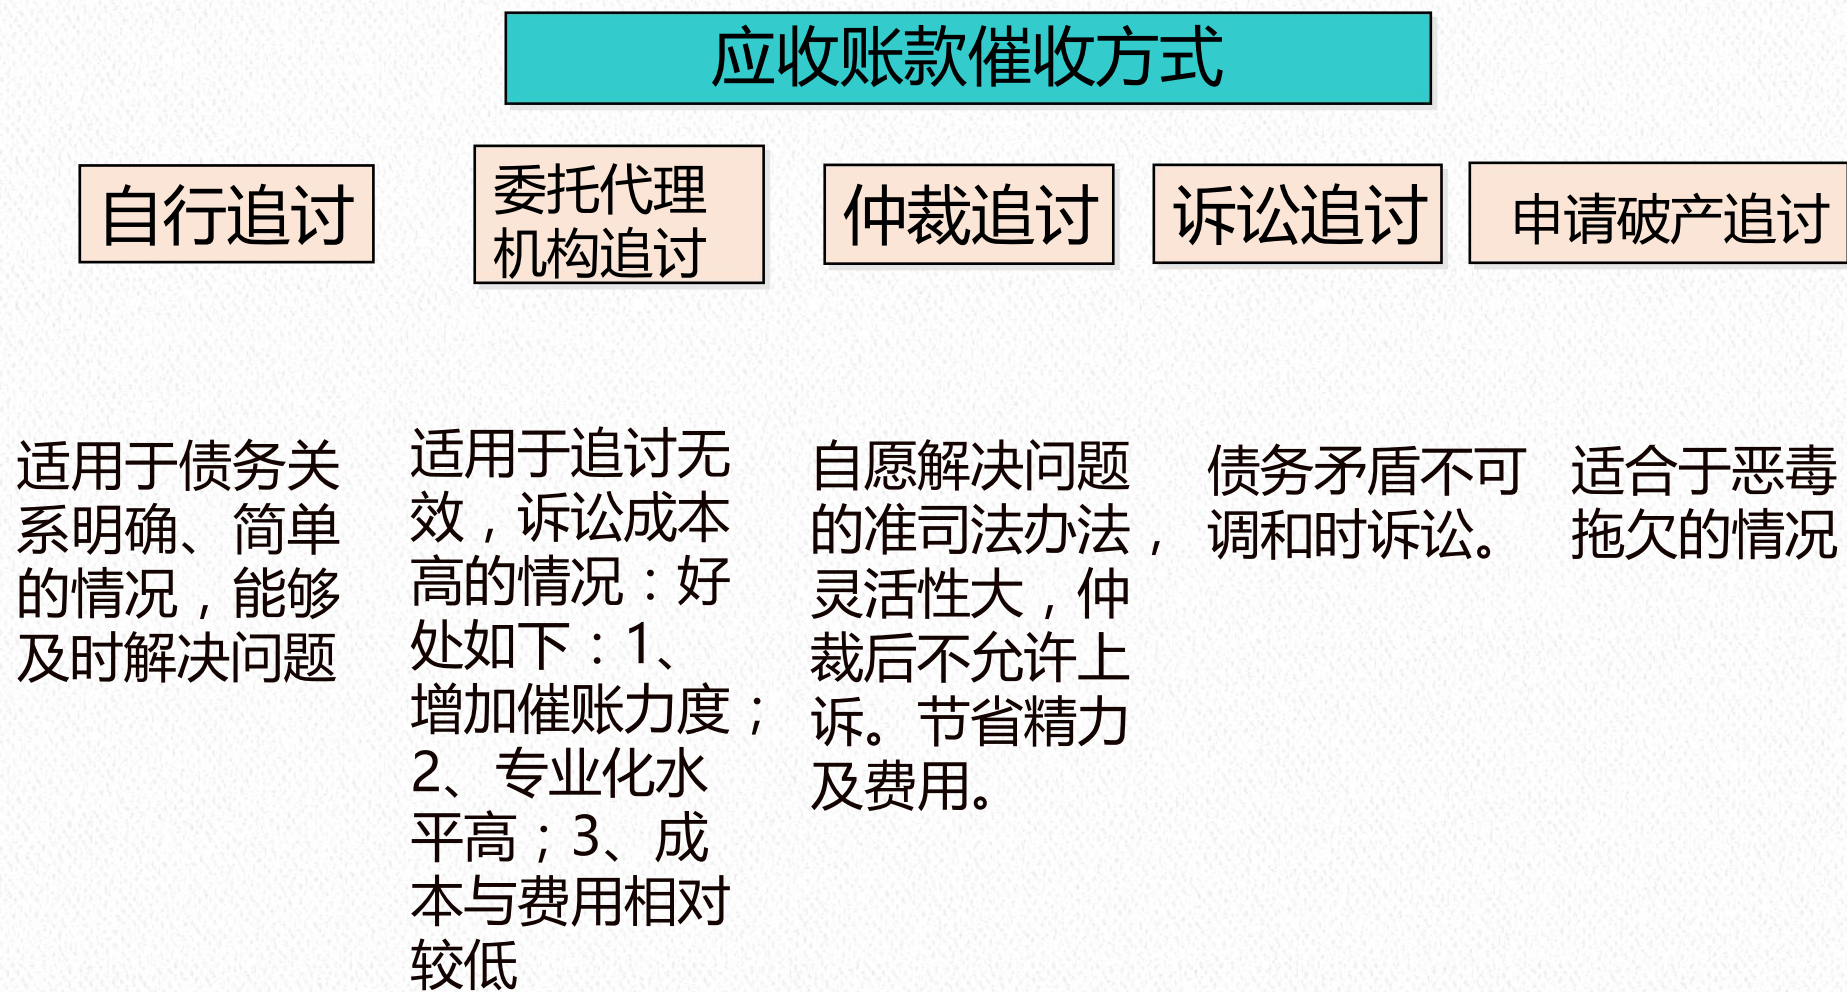 应收账款催收方式
自行追讨
委托代理
机构追讨
仲裁追讨
诉讼追讨
申请破产追讨
适用于债务关
系明确、简单
的情况，能够
及时解决问题
适用于追讨无
效，诉讼成本
高的情况：好
处如下：1、
增加催账力度；
2、专业化水
平高；3、成
本与费用相对
较低
自愿解决问题
的准司法办法，
灵活性大，仲
裁后不允许上
诉。节省精力
及费用。
债务矛盾不可
调和时诉讼。
适合于恶毒
拖欠的情况